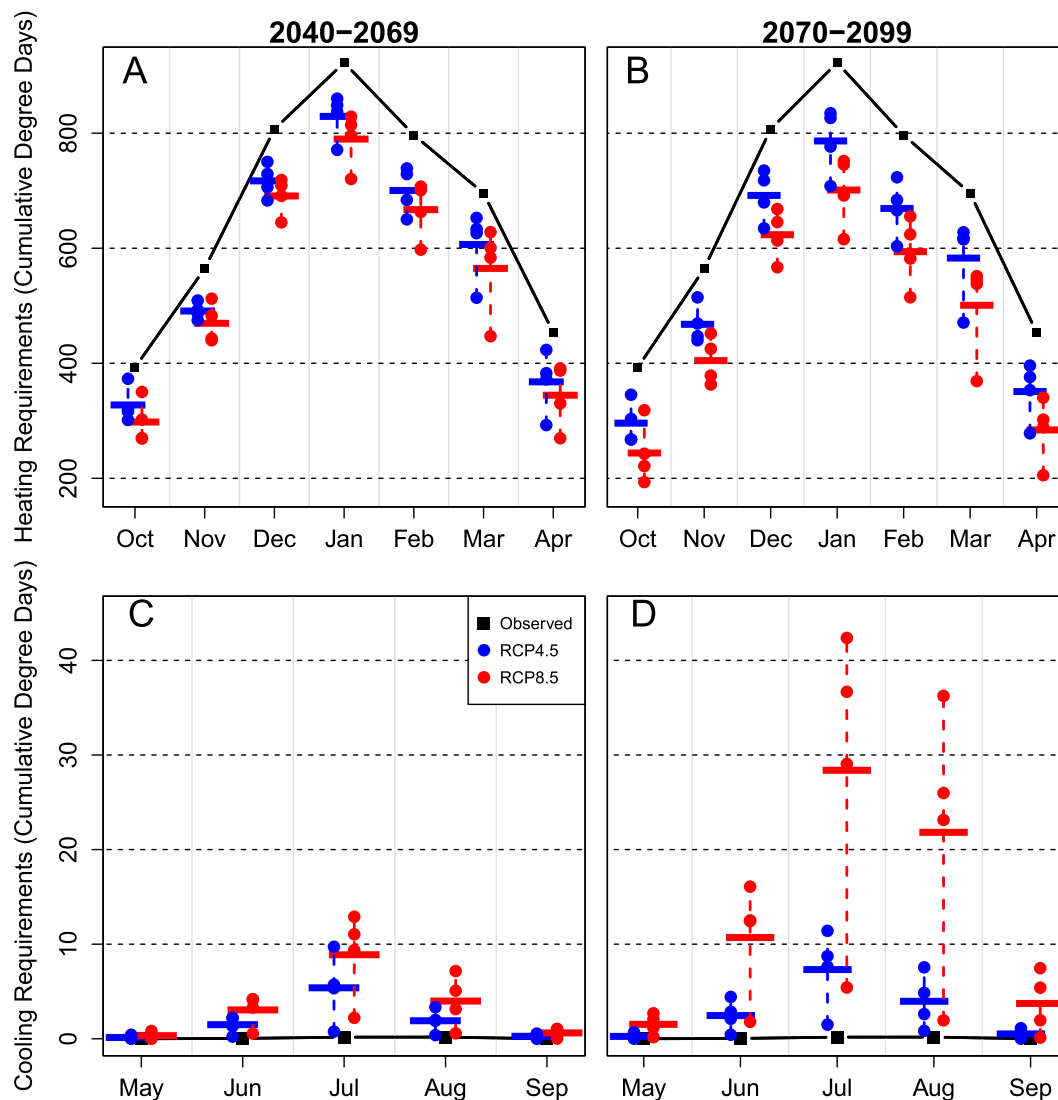 2040−2069
2070−2099
Heating Requirements (Cumulative Degree Days)
A
B
800
600
400
200
Oct Nov Dec Jan Feb Mar Apr
Oct Nov Dec Jan Feb Mar Apr
Cooling Requirements (Cumulative Degree Days)
C
D
Observed
RCP4.5
RCP8.5
40
30
20
10
0
May Jun Jul Aug Sep
May Jun Jul Aug Sep